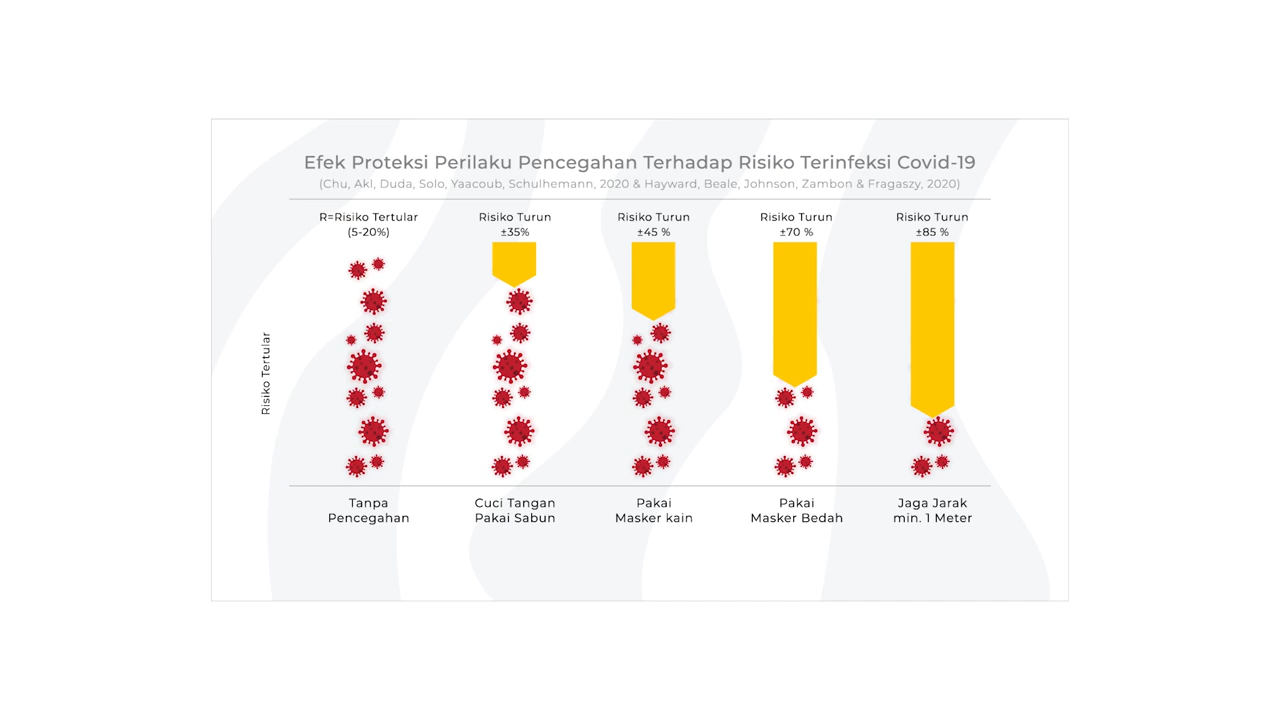 Efek Proteksi Perilaku Pencegahan Terhadap Risiko Terinfeksi Covid-19
(Chu, Akl, Duda, Solo, Yaacoub, Schulhemann, 2020 & Hayward, Beale, Johnson, Zambon & Fragaszy, 2020)
R=Risiko Tertular
(5-20%)
Risiko Turun
±35%
Risiko Turun
±45 %
Risiko Turun
±70 %
Risiko Turun
±85 %
Risiko Tertular
Tanpa
Pencegahan
Cuci Tangan
Pakai Sabun
Pakai
Masker kain
Pakai
Masker Bedah
Jaga Jarak
min. 1 Meter